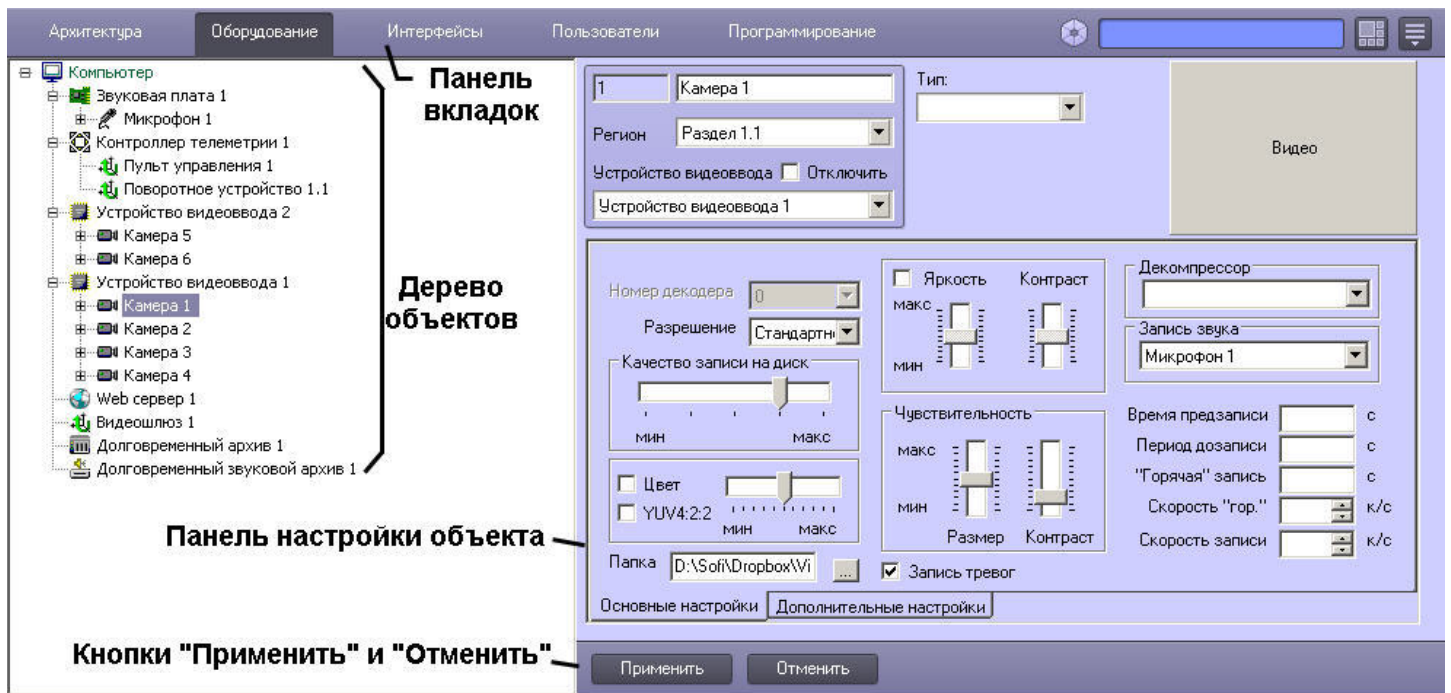 Архитектура Оборудование Интерфейсы Пользователи Программирование
Компьютер
Звуковая плата 1
Микрофон 1
Контроллер телеметрии 1
Пульт управления 1
Поворотное устройство 1.1
Устройство видеоввода 2
Камера 5
Камера 6
Устройство видеоввода 1
Камера 1
Камера 2
Камера 3
Камера 4
Web сервер 1
Видеошлюз 1
Долговременный архив 1
Долговременный звуковой архив 1
Панель
вкладок
Дерево
объектов
Панель настройки объекта
Кнопки "Применить" и "Отменить"
1 Камера 1
Регион Раздел 1.1
Устройство видеоввода Отключить
Устройство видеоввода 1
Тип:
Видео
Номер декодера 0
Разрешение Стандартн
Качество записи на диск
мин макс
Цвет
YUV4:2:2
мин макс
Папка D:\Sofi\Dropbox\Vi ...
Яркость Контраст
макс
мин
Чувствительность
макс
мин
Размер Контраст
Запись тревог
Декомпрессор
Запись звука
Микрофон 1
Время предзаписи с
Период дозаписи с
"Горячая" запись с
Скорость "гор." к/с
Скорость записи к/с
Основные настройки Дополнительные настройки
Применить Отменить